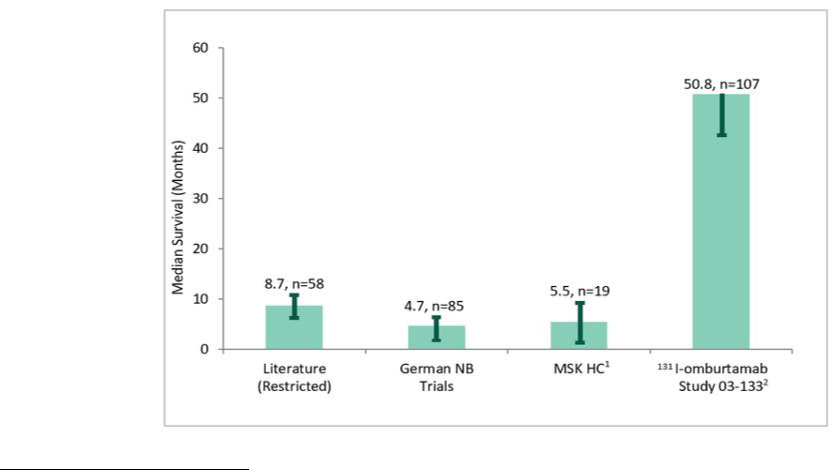 60
50.8, n=107
50
40
30
20
8.7, n=58
10
4.7, n=85
5.5, n=19
0
Median Survival (Months)
Literature
(Restricted)
German NB
Trials
MSK HC¹
¹³¹I-omburtamab
Study 03-133²